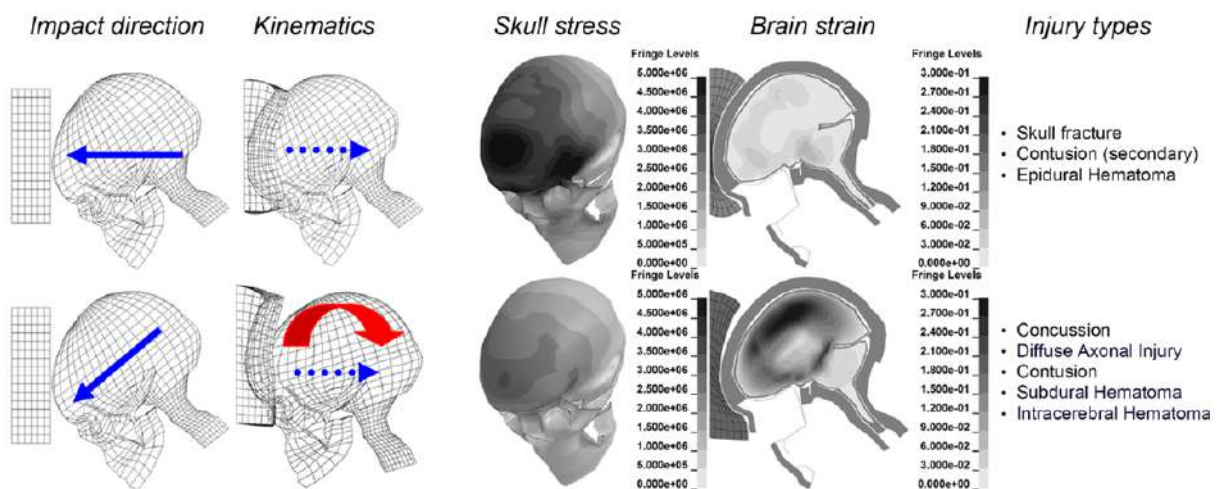 Impact direction
Kinematics
Skull stress
Brain strain
Injury types
Fringe Levels
5.000e+06
4.500e+06
4.000e+06
3.500e+06
3.000e+06
2.500e+06
2.000e+06
1.500e+06
1.000e+06
5.000e+05
0.000e+00
Fringe Levels
3.000e-01
2.700e-01
2.400e-01
2.100e-01
1.800e-01
1.500e-01
1.200e-01
9.000e-02
6.000e-02
3.000e-02
0.000e+00
• Skull fracture
• Contusion (secondary)
• Epidural Hematoma
Fringe Levels
5.000e+06
4.500e+06
4.000e+06
3.500e+06
3.000e+06
2.500e+06
2.000e+06
1.500e+06
1.000e+06
5.000e+05
0.000e+00
Fringe Levels
3.000e-01
2.700e-01
2.400e-01
2.100e-01
1.800e-01
1.500e-01
1.200e-01
9.000e-02
6.000e-02
3.000e-02
0.000e+00
• Concussion
• Diffuse Axonal Injury
• Contusion
• Subdural Hematoma
• Intracerebral Hematoma